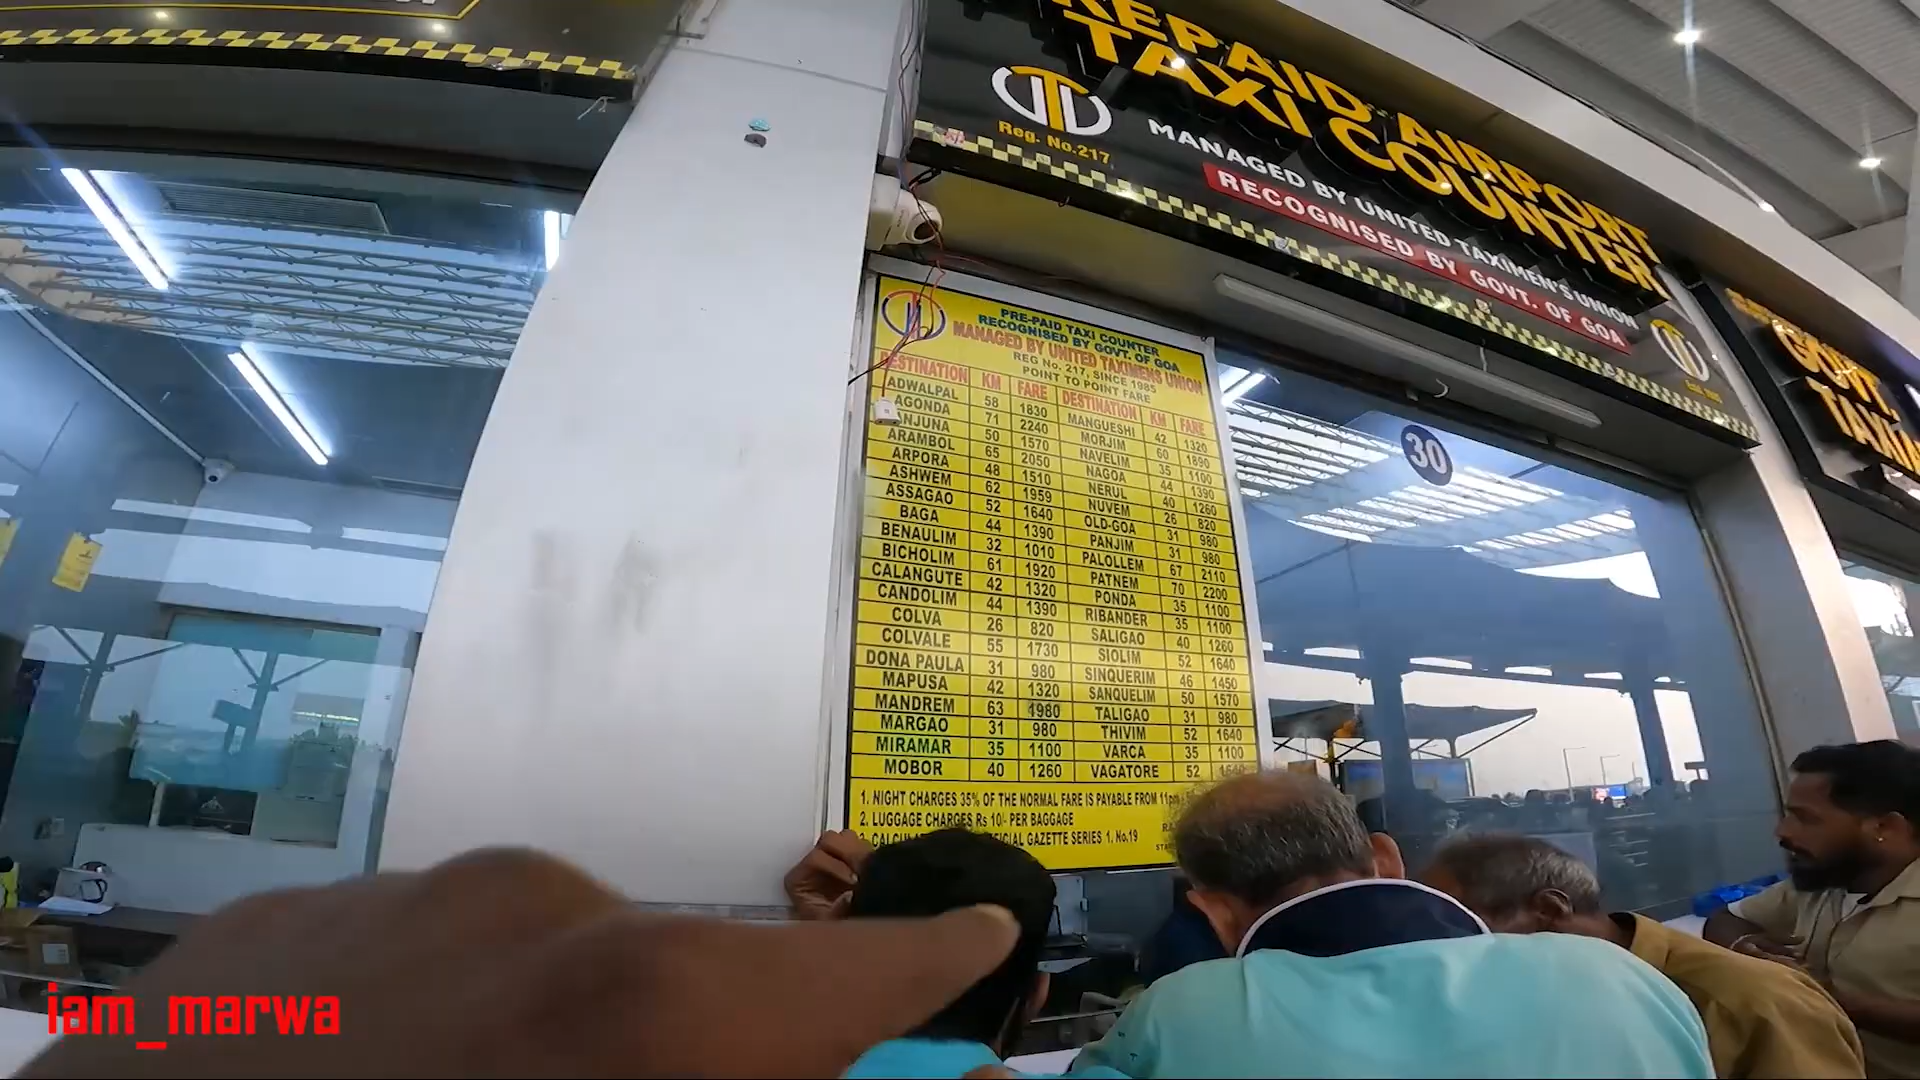 REPAID AIRPORT
TAXI COUNTER
Reg. No.217
MANAGED BY UNITED TAXIMEN'S UNION
RECOGNISED BY GOVT. OF GOA
GOVT.
30
PRE-PAID TAXI COUNTER
RECOGNISED BY GOVT. OF GOA
MANAGED BY UNITED TAXIMENS UNION
REG No. 217, SINCE 1985
POINT TO POINT FARE
DESTINATION KM FARE DESTINATION KM FARE
ADWALPAL 58 1830 MANGUESHI 42 1320
AGONDA 71 2240 MORJIM 60 1890
ANJUNA 50 1570 NAVELIM 35 1100
ARAMBOL 65 2050 NAGOA 44 1390
ARPORA 48 1510 NERUL 40 1260
ASHWEM 62 1959 NUVEM 26 820
ASSAGAO 52 1640 OLD-GOA 31 980
BAGA 44 1390 PANJIM 31 980
BENAULIM 32 1010 PALOLLEM 67 2110
BICHOLIM 61 1920 PATNEM 70 2200
CALANGUTE 42 1320 PONDA 35 1100
CANDOLIM 44 1390 RIBANDER 35 1100
COLVA 26 820 SALIGAO 40 1260
COLVALE 55 1730 SIOLIM 52 1640
DONA PAULA 31 980 SINQUERIM 46 1450
MAPUSA 42 1320 SANQUELIM 50 1570
MANDREM 63 1980 TALIGAO 31 980
MARGAO 31 980 THIVIM 52 1640
MIRAMAR 35 1100 VARCA 35 1100
MOBOR 40 1260 VAGATORE 52 1640
1. NIGHT CHARGES 35% OF THE NORMAL FARE IS PAYABLE FROM 11pm
2. LUGGAGE CHARGES Rs 10/- PER BAGGAGE
GAZETTE SERIES 1. No.19
iam_marwa